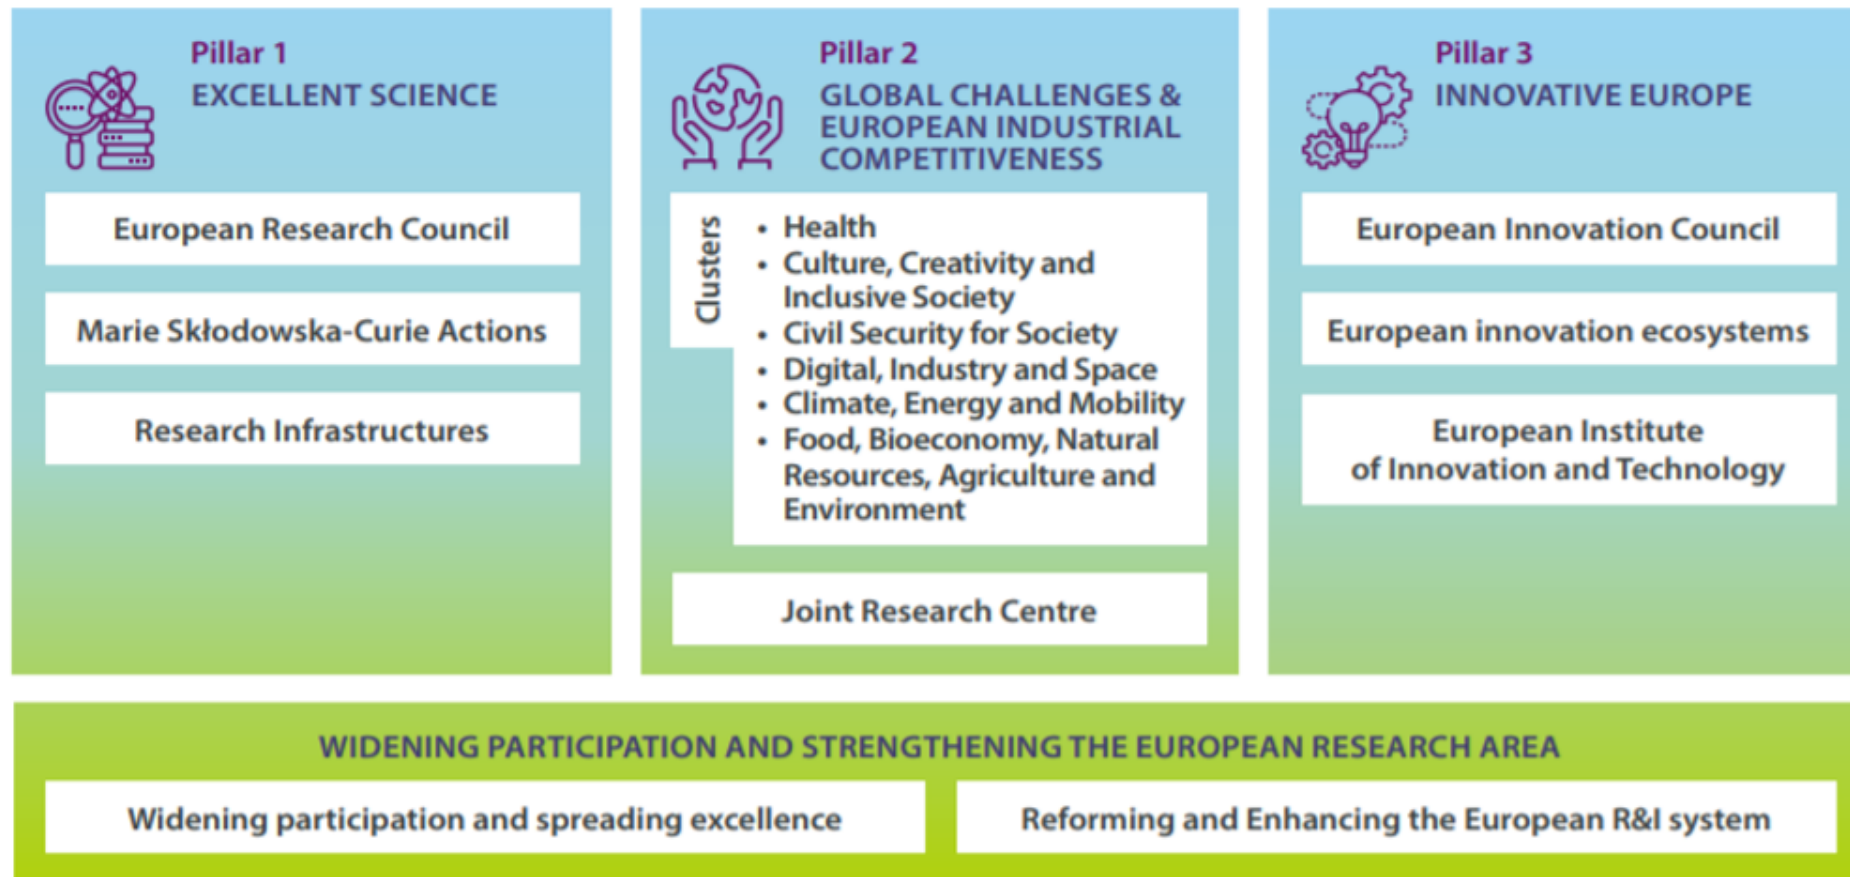 Pillar 1
EXCELLENT SCIENCE
European Research Council
Marie Skłodowska-Curie Actions
Research Infrastructures
Pillar 2
GLOBAL CHALLENGES &
EUROPEAN INDUSTRIAL
COMPETITIVENESS
Clusters
• Health
• Culture, Creativity and
Inclusive Society
• Civil Security for Society
• Digital, Industry and Space
• Climate, Energy and Mobility
• Food, Bioeconomy, Natural
Resources, Agriculture and
Environment
Joint Research Centre
Pillar 3
INNOVATIVE EUROPE
European Innovation Council
European innovation ecosystems
European Institute
of Innovation and Technology
WIDENING PARTICIPATION AND STRENGTHENING THE EUROPEAN RESEARCH AREA
Widening participation and spreading excellence
Reforming and Enhancing the European R&I system